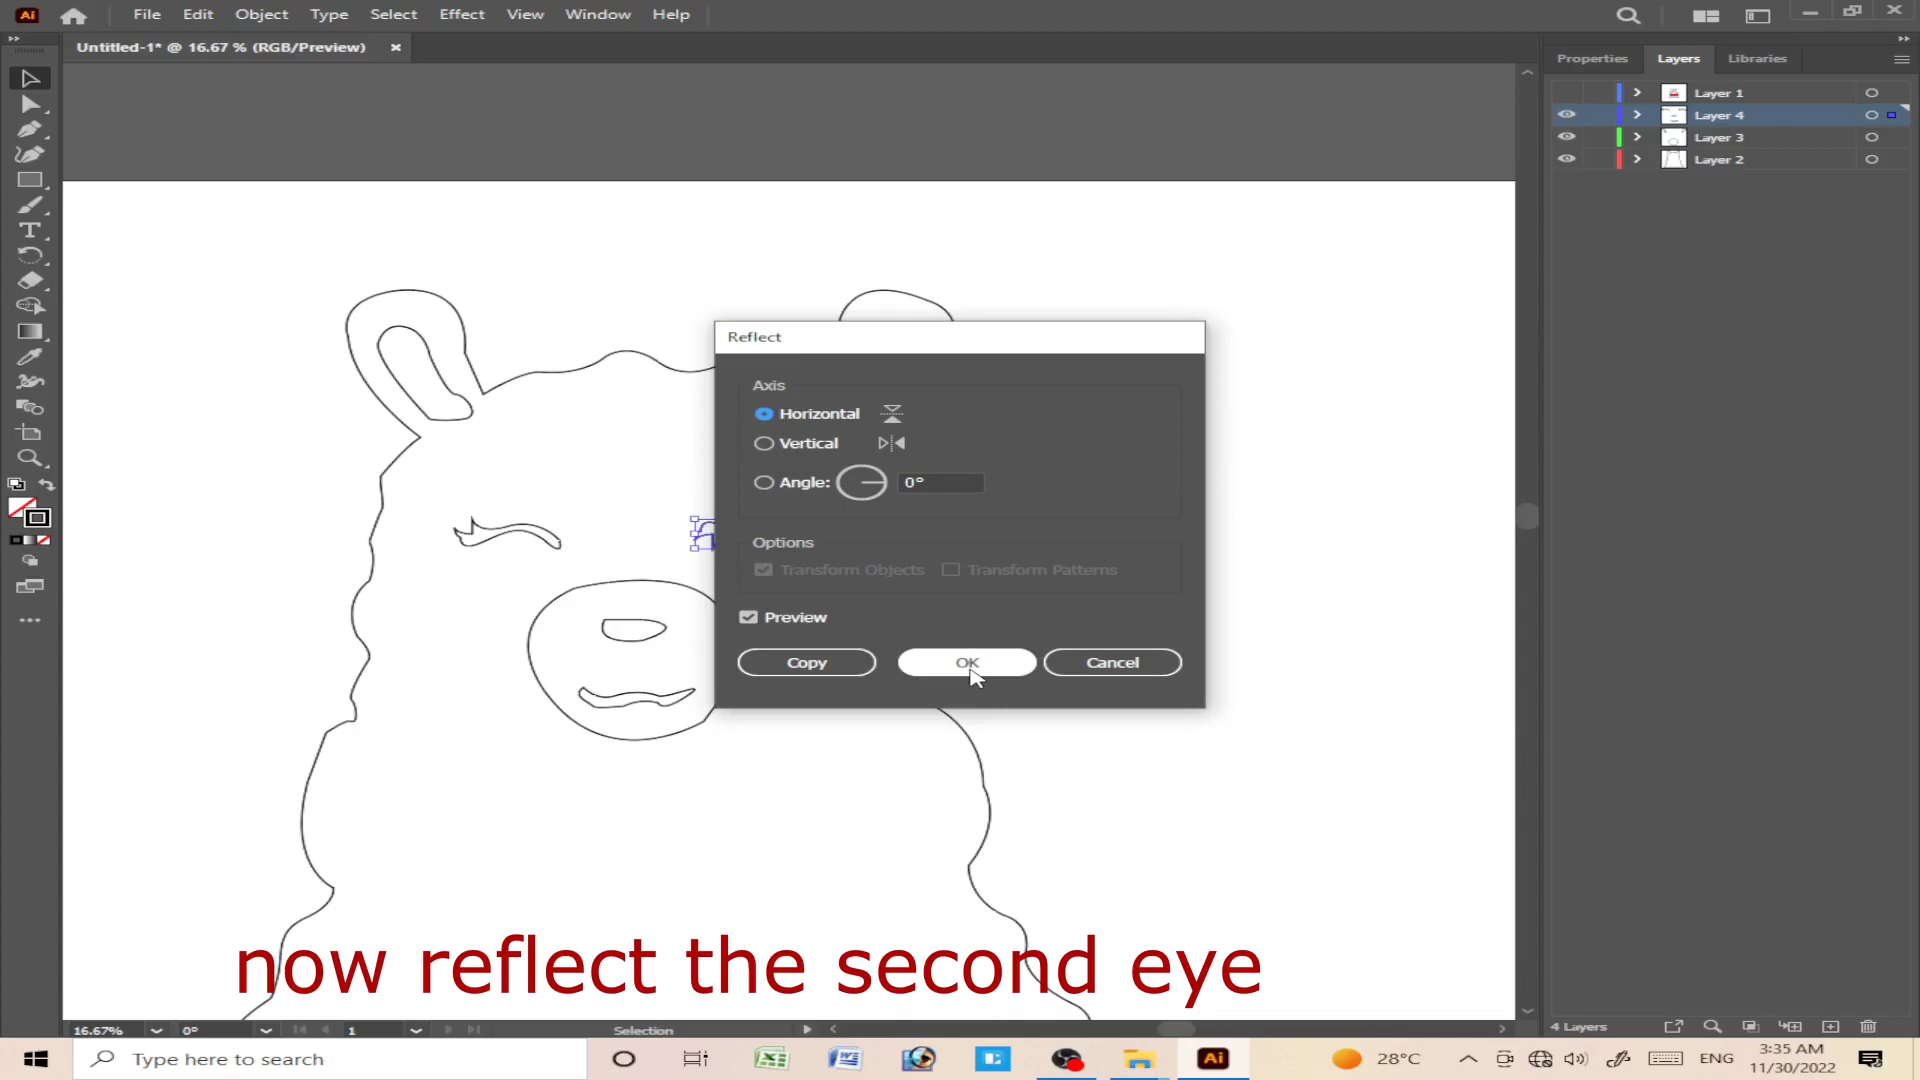 Ai File Edit Object Type Select Effect View Window Help
Untitled-1* @ 16.67 % (RGB/Preview) ×
Properties Layers Libraries
Layer 1
Layer 4
Layer 3
Layer 2
Reflect
Axis
Horizontal
Vertical
Angle: 0°
Options
Transform Objects Transform Patterns
Preview
Copy OK Cancel
now reflect the second eye
16.67% 0° 1 Selection 4 Layers
Type here to search Ai 28°C ENG 3:35 AM
11/30/2022